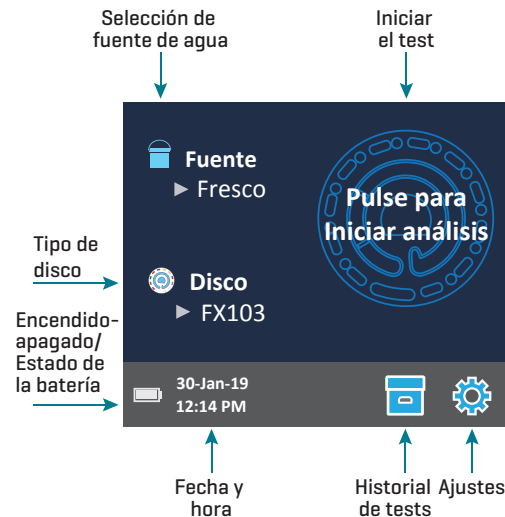 Selección de
fuente de agua
Iniciar
el test
Fuente
► Fresco
Pulse para
Iniciar análisis
Tipo de
disco
Disco
► FX103
Encendido-
apagado/
Estado de
la batería
30-Jan-19
12:14 PM
Fecha y
hora
Historial
de tests
Ajustes